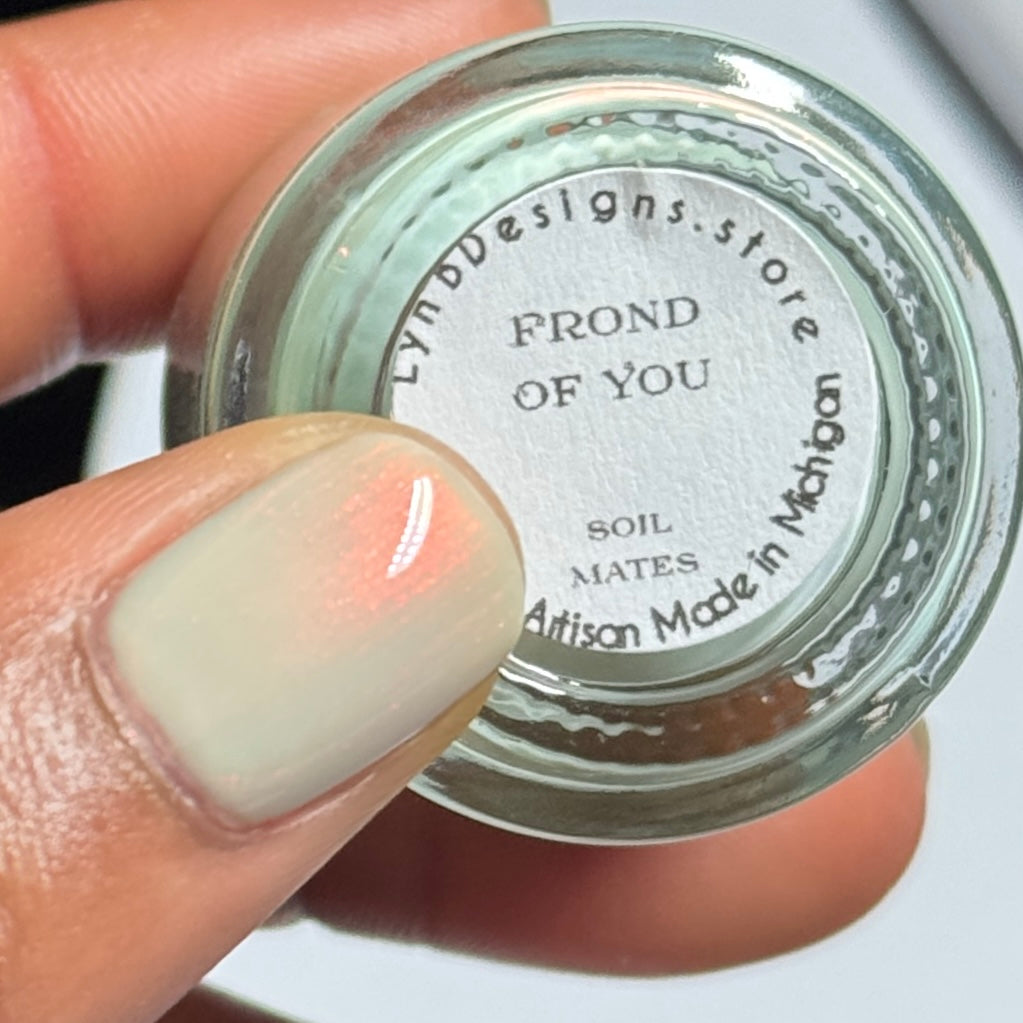 LynBDesigns.store
FROND
OF YOU
SOIL
MATES
Artisan Made in Michigan